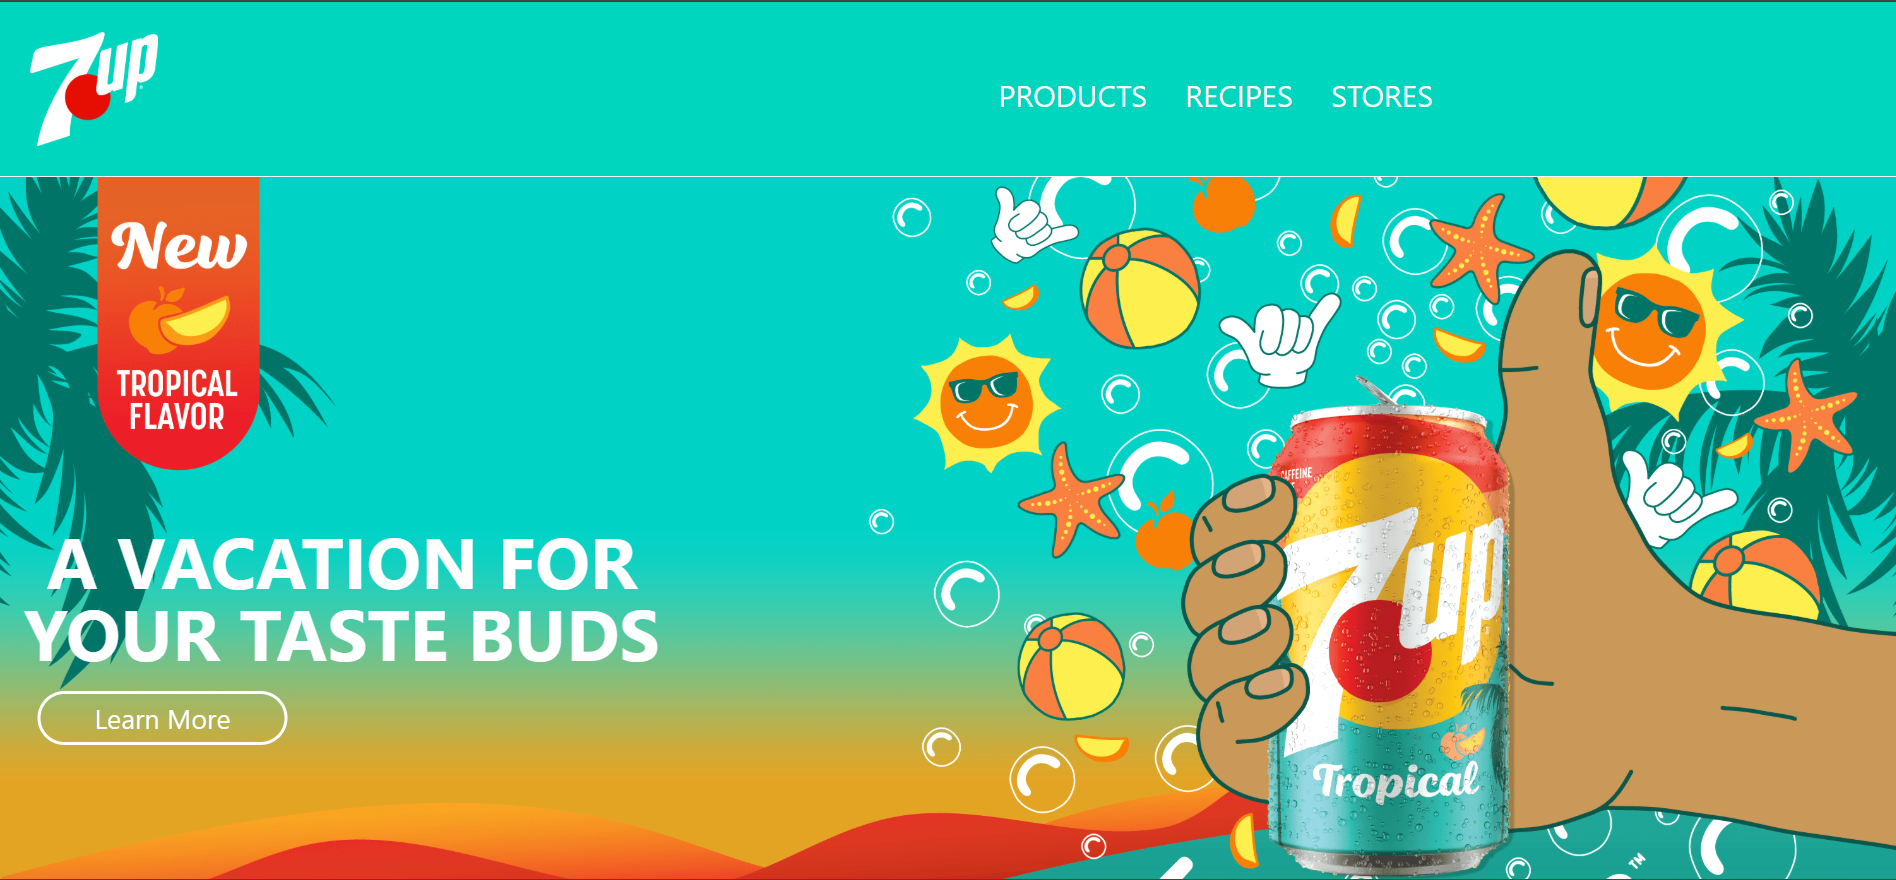 7up
PRODUCTS RECIPES STORES
New
TROPICAL
FLAVOR
A VACATION FOR
YOUR TASTE BUDS
Learn More
CAFFEINE
7up
Tropical
TM